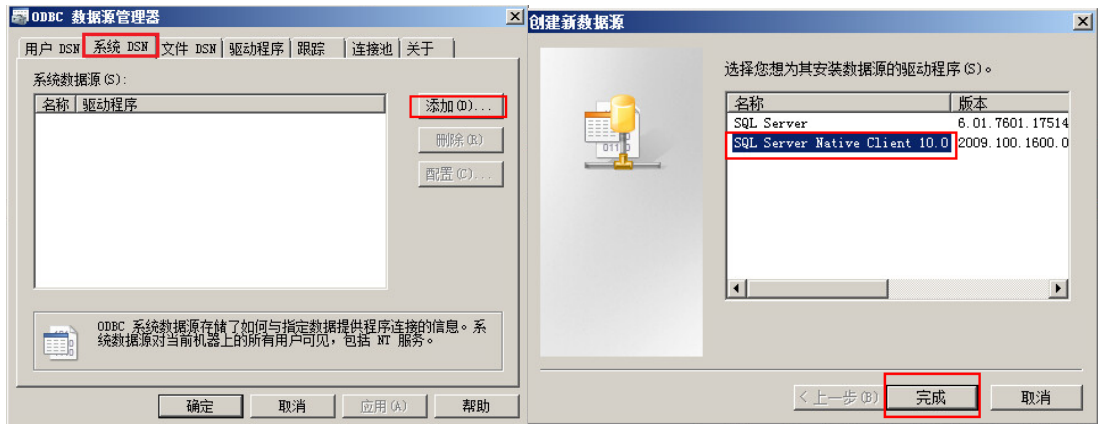 ODBC 数据源管理器
用户 DSN 系统 DSN 文件 DSN 驱动程序 跟踪 连接池 关于
系统数据源(S):
名称 驱动程序
添加(D)...
删除(R)
配置(C)...
ODBC 系统数据源存储了如何与指定数据提供程序连接的信息。系
统数据源对当前机器上的所有用户可见,包括 NT 服务。
确定 取消 应用(A) 帮助
创建新数据源
选择您想为其安装数据源的驱动程序(S)。
名称 版本
SQL Server 6.01.7601.17514
SQL Server Native Client 10.0 2009.100.1600.0
<上一步(B) 完成 取消